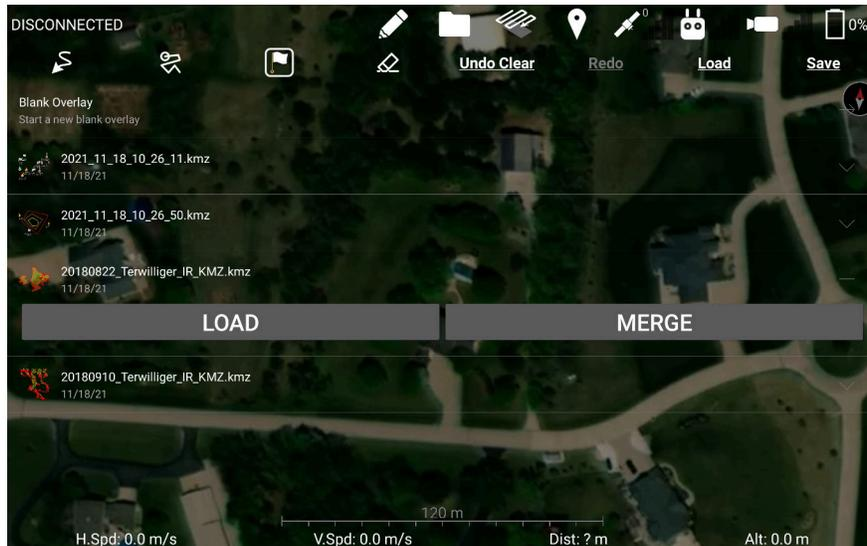 DISCONNECTED
0
0%
Undo Clear
Redo
Load
Save
Blank Overlay
Start a new blank overlay
2021_11_18_10_26_11.kmz
11/18/21
2021_11_18_10_26_50.kmz
11/18/21
20180822_Terwilliger_IR_KMZ.kmz
11/18/21
LOAD
MERGE
20180910_Terwilliger_IR_KMZ.kmz
11/18/21
120 m
H.Spd: 0.0 m/s
V.Spd: 0.0 m/s
Dist: ? m
Alt: 0.0 m